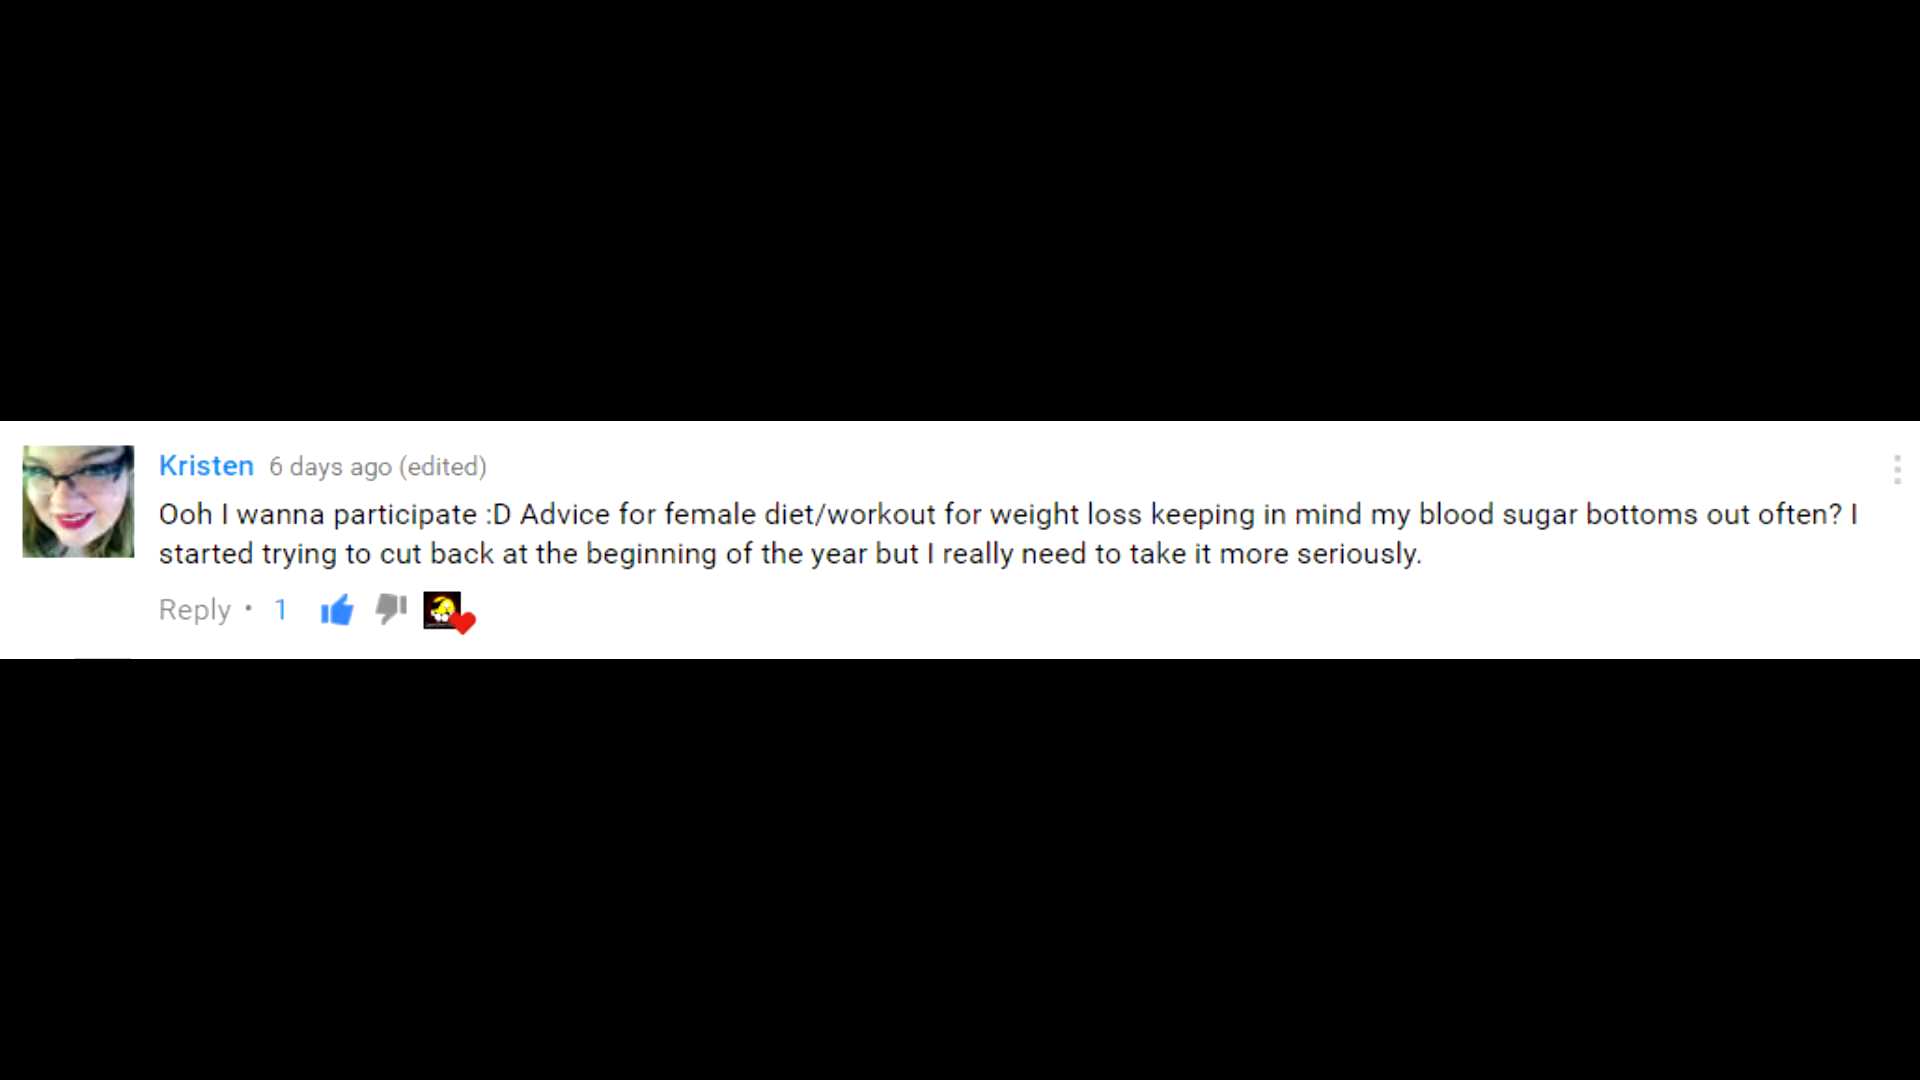 Kristen 6 days ago (edited)
Ooh I wanna participate :D Advice for female diet/workout for weight loss keeping in mind my blood sugar bottoms out often? I
started trying to cut back at the beginning of the year but I really need to take it more seriously.
Reply • 1